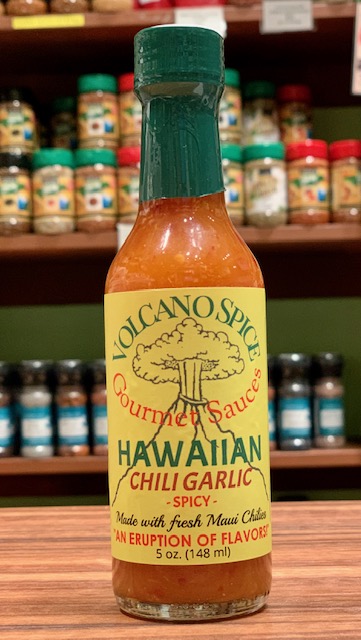 VOLCANO SPICE
Gourmet Sauces
HAWAIIAN
CHILI GARLIC
- SPICY -
Made with fresh Maui Chilies
"AN ERUPTION OF FLAVORS!"
5 oz. (148 ml)